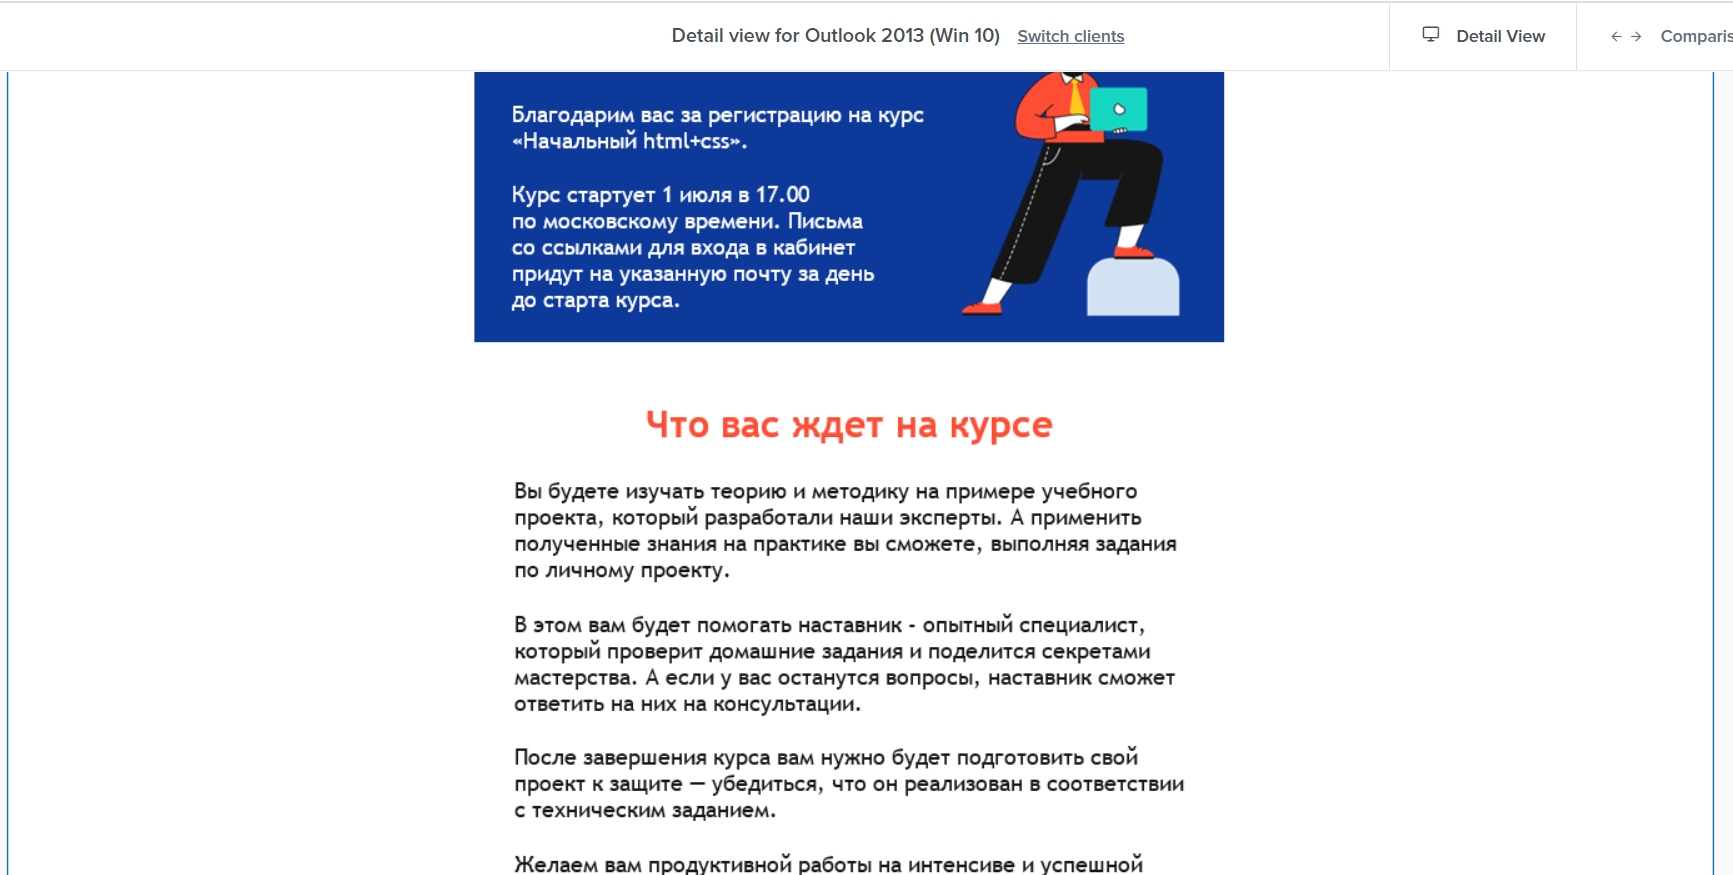 Detail view for Outlook 2013 (Win 10) Switch clients Detail View ← → Comparis
Благодарим вас за регистрацию на курс
«Начальный html+css».
Курс стартует 1 июля в 17.00
по московскому времени. Письма
со ссылками для входа в кабинет
придут на указанную почту за день
до старта курса.
Что вас ждет на курсе
Вы будете изучать теорию и методику на примере учебного
проекта, который разработали наши эксперты. А применить
полученные знания на практике вы сможете, выполняя задания
по личному проекту.
В этом вам будет помогать наставник - опытный специалист,
который проверит домашние задания и поделится секретами
мастерства. А если у вас останутся вопросы, наставник сможет
ответить на них на консультации.
После завершения курса вам нужно будет подготовить свой
проект к защите — убедиться, что он реализован в соответствии
с техническим заданием.
Желаем вам продуктивной работы на интенсиве и успешной